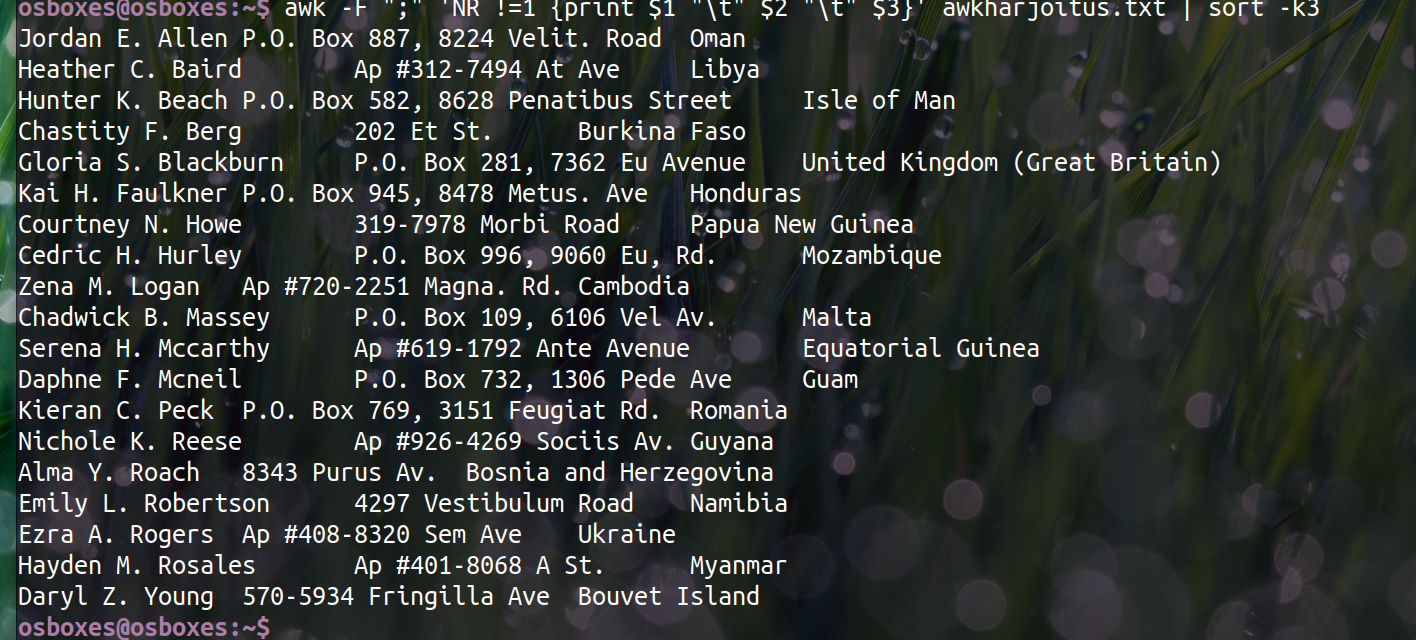 osboxes@osboxes:~$ awk -F ";" 'NR !=1 {print $1 "\t" $2 "\t" $3}' awkharjoitus.txt | sort -k3
Jordan E. Allen P.O. Box 887, 8224 Velit. Road  Oman
Heather C. Baird        Ap #312-7494 At Ave     Libya
Hunter K. Beach P.O. Box 582, 8628 Penatibus Street     Isle of Man
Chastity F. Berg        202 Et St.      Burkina Faso
Gloria S. Blackburn     P.O. Box 281, 7362 Eu Avenue    United Kingdom (Great Britain)
Kai H. Faulkner P.O. Box 945, 8478 Metus. Ave   Honduras
Courtney N. Howe        319-7978 Morbi Road     Papua New Guinea
Cedric H. Hurley        P.O. Box 996, 9060 Eu, Rd.      Mozambique
Zena M. Logan   Ap #720-2251 Magna. Rd. Cambodia
Chadwick B. Massey      P.O. Box 109, 6106 Vel Av.      Malta
Serena H. Mccarthy      Ap #619-1792 Ante Avenue        Equatorial Guinea
Daphne F. Mcneil        P.O. Box 732, 1306 Pede Ave     Guam
Kieran C. Peck  P.O. Box 769, 3151 Feugiat Rd.  Romania
Nichole K. Reese        Ap #926-4269 Sociis Av. Guyana
Alma Y. Roach   8343 Purus Av.  Bosnia and Herzegovina
Emily L. Robertson      4297 Vestibulum Road    Namibia
Ezra A. Rogers  Ap #408-8320 Sem Ave    Ukraine
Hayden M. Rosales       Ap #401-8068 A St.      Myanmar
Daryl Z. Young  570-5934 Fringilla Ave  Bouvet Island
osboxes@osboxes:~$